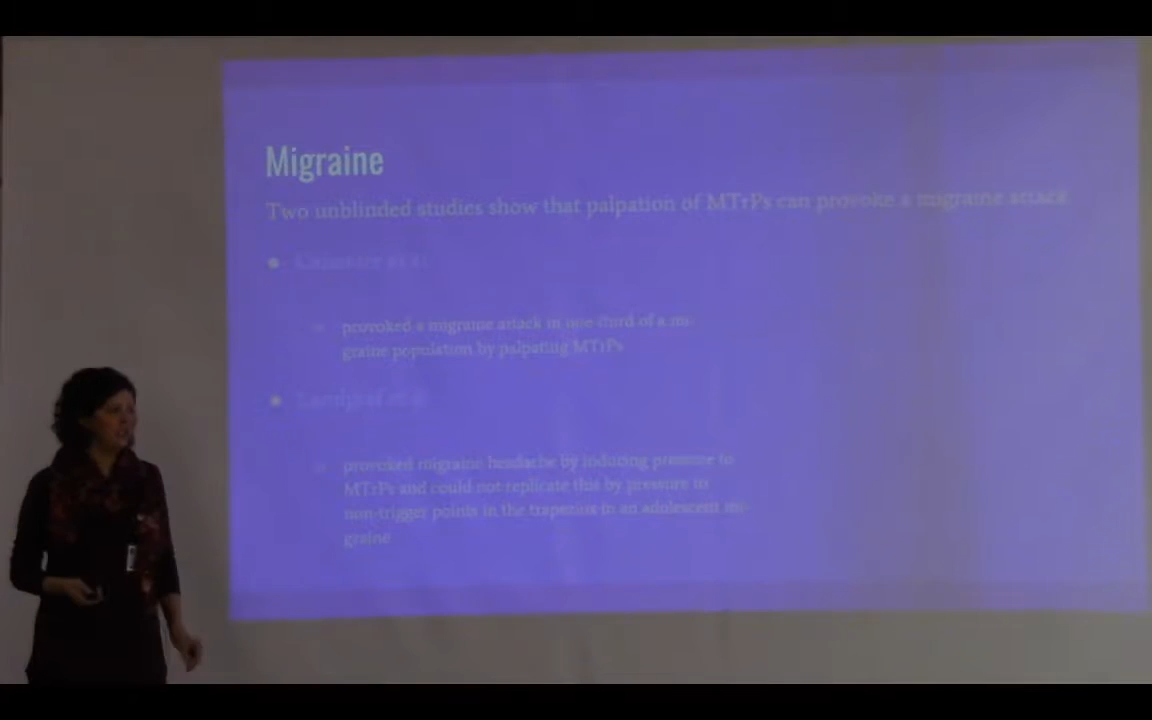 Migraine
Two unblinded studies show that palpation of MTrPs can provoke a migraine attack
provoked a migraine attack in one-third of a mi-
graine population by palpating MTrPs
provoked migraine headache by inducing pressure to
MTrPs and could not replicate this by pressure to
non-trigger points in the trapezius in an adolescent mi-
graine